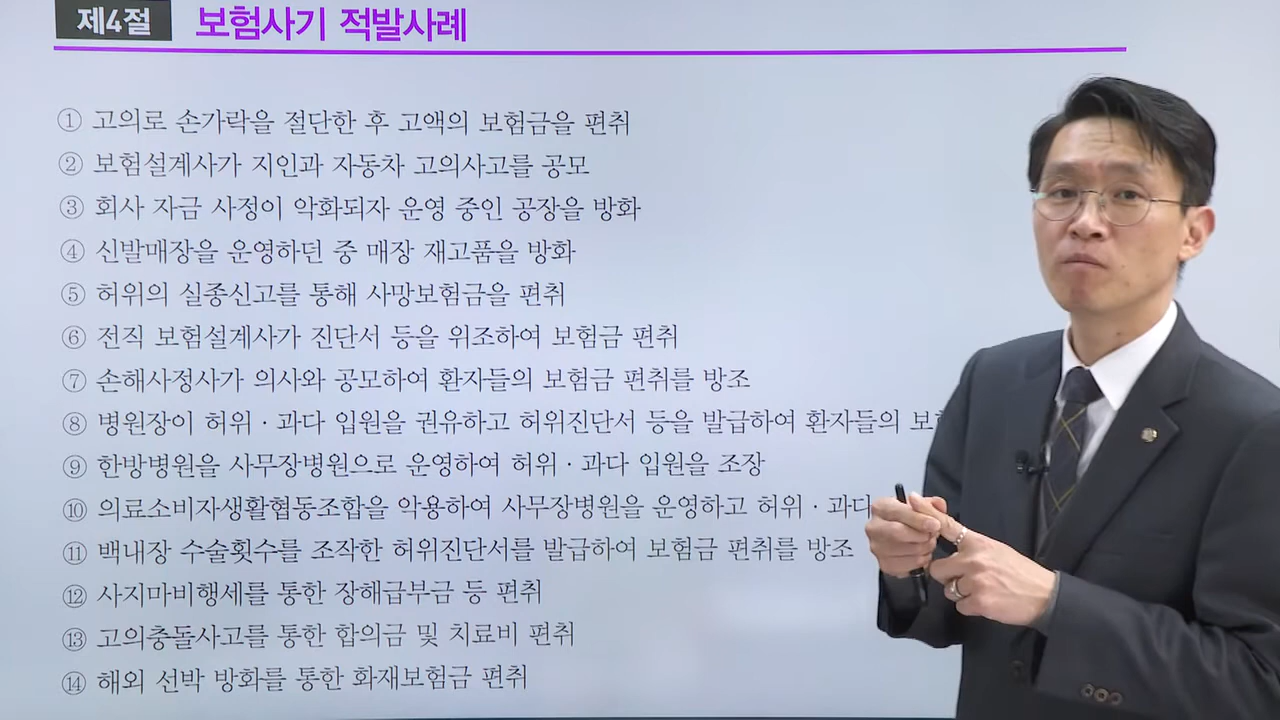 제4절 보험사기 적발사례
① 고의로 손가락을 절단한 후 고액의 보험금을 편취
② 보험설계사가 지인과 자동차 고의사고를 공모
③ 회사 자금 사정이 악화되자 운영 중인 공장을 방화
④ 신발매장을 운영하던 중 매장 재고품을 방화
⑤ 허위의 실종신고를 통해 사망보험금을 편취
⑥ 전직 보험설계사가 진단서 등을 위조하여 보험금 편취
⑦ 손해사정사가 의사와 공모하여 환자들의 보험금 편취를 방조
⑧ 병원장이 허위·과다 입원을 권유하고 허위진단서 등을 발급하여 환자들의
⑨ 한방병원을 사무장병원으로 운영하여 허위·과다 입원을 조장
⑩ 의료소비자생활협동조합을 악용하여 사무장병원을 운영하고 허위·과다
⑪ 백내장 수술횟수를 조작한 허위진단서를 발급하여 보험금 편취를 방조
⑫ 사지마비행세를 통한 장해급부금 등 편취
⑬ 고의충돌사고를 통한 합의금 및 치료비 편취
⑭ 해외 선박 방화를 통한 화재보험금 편취